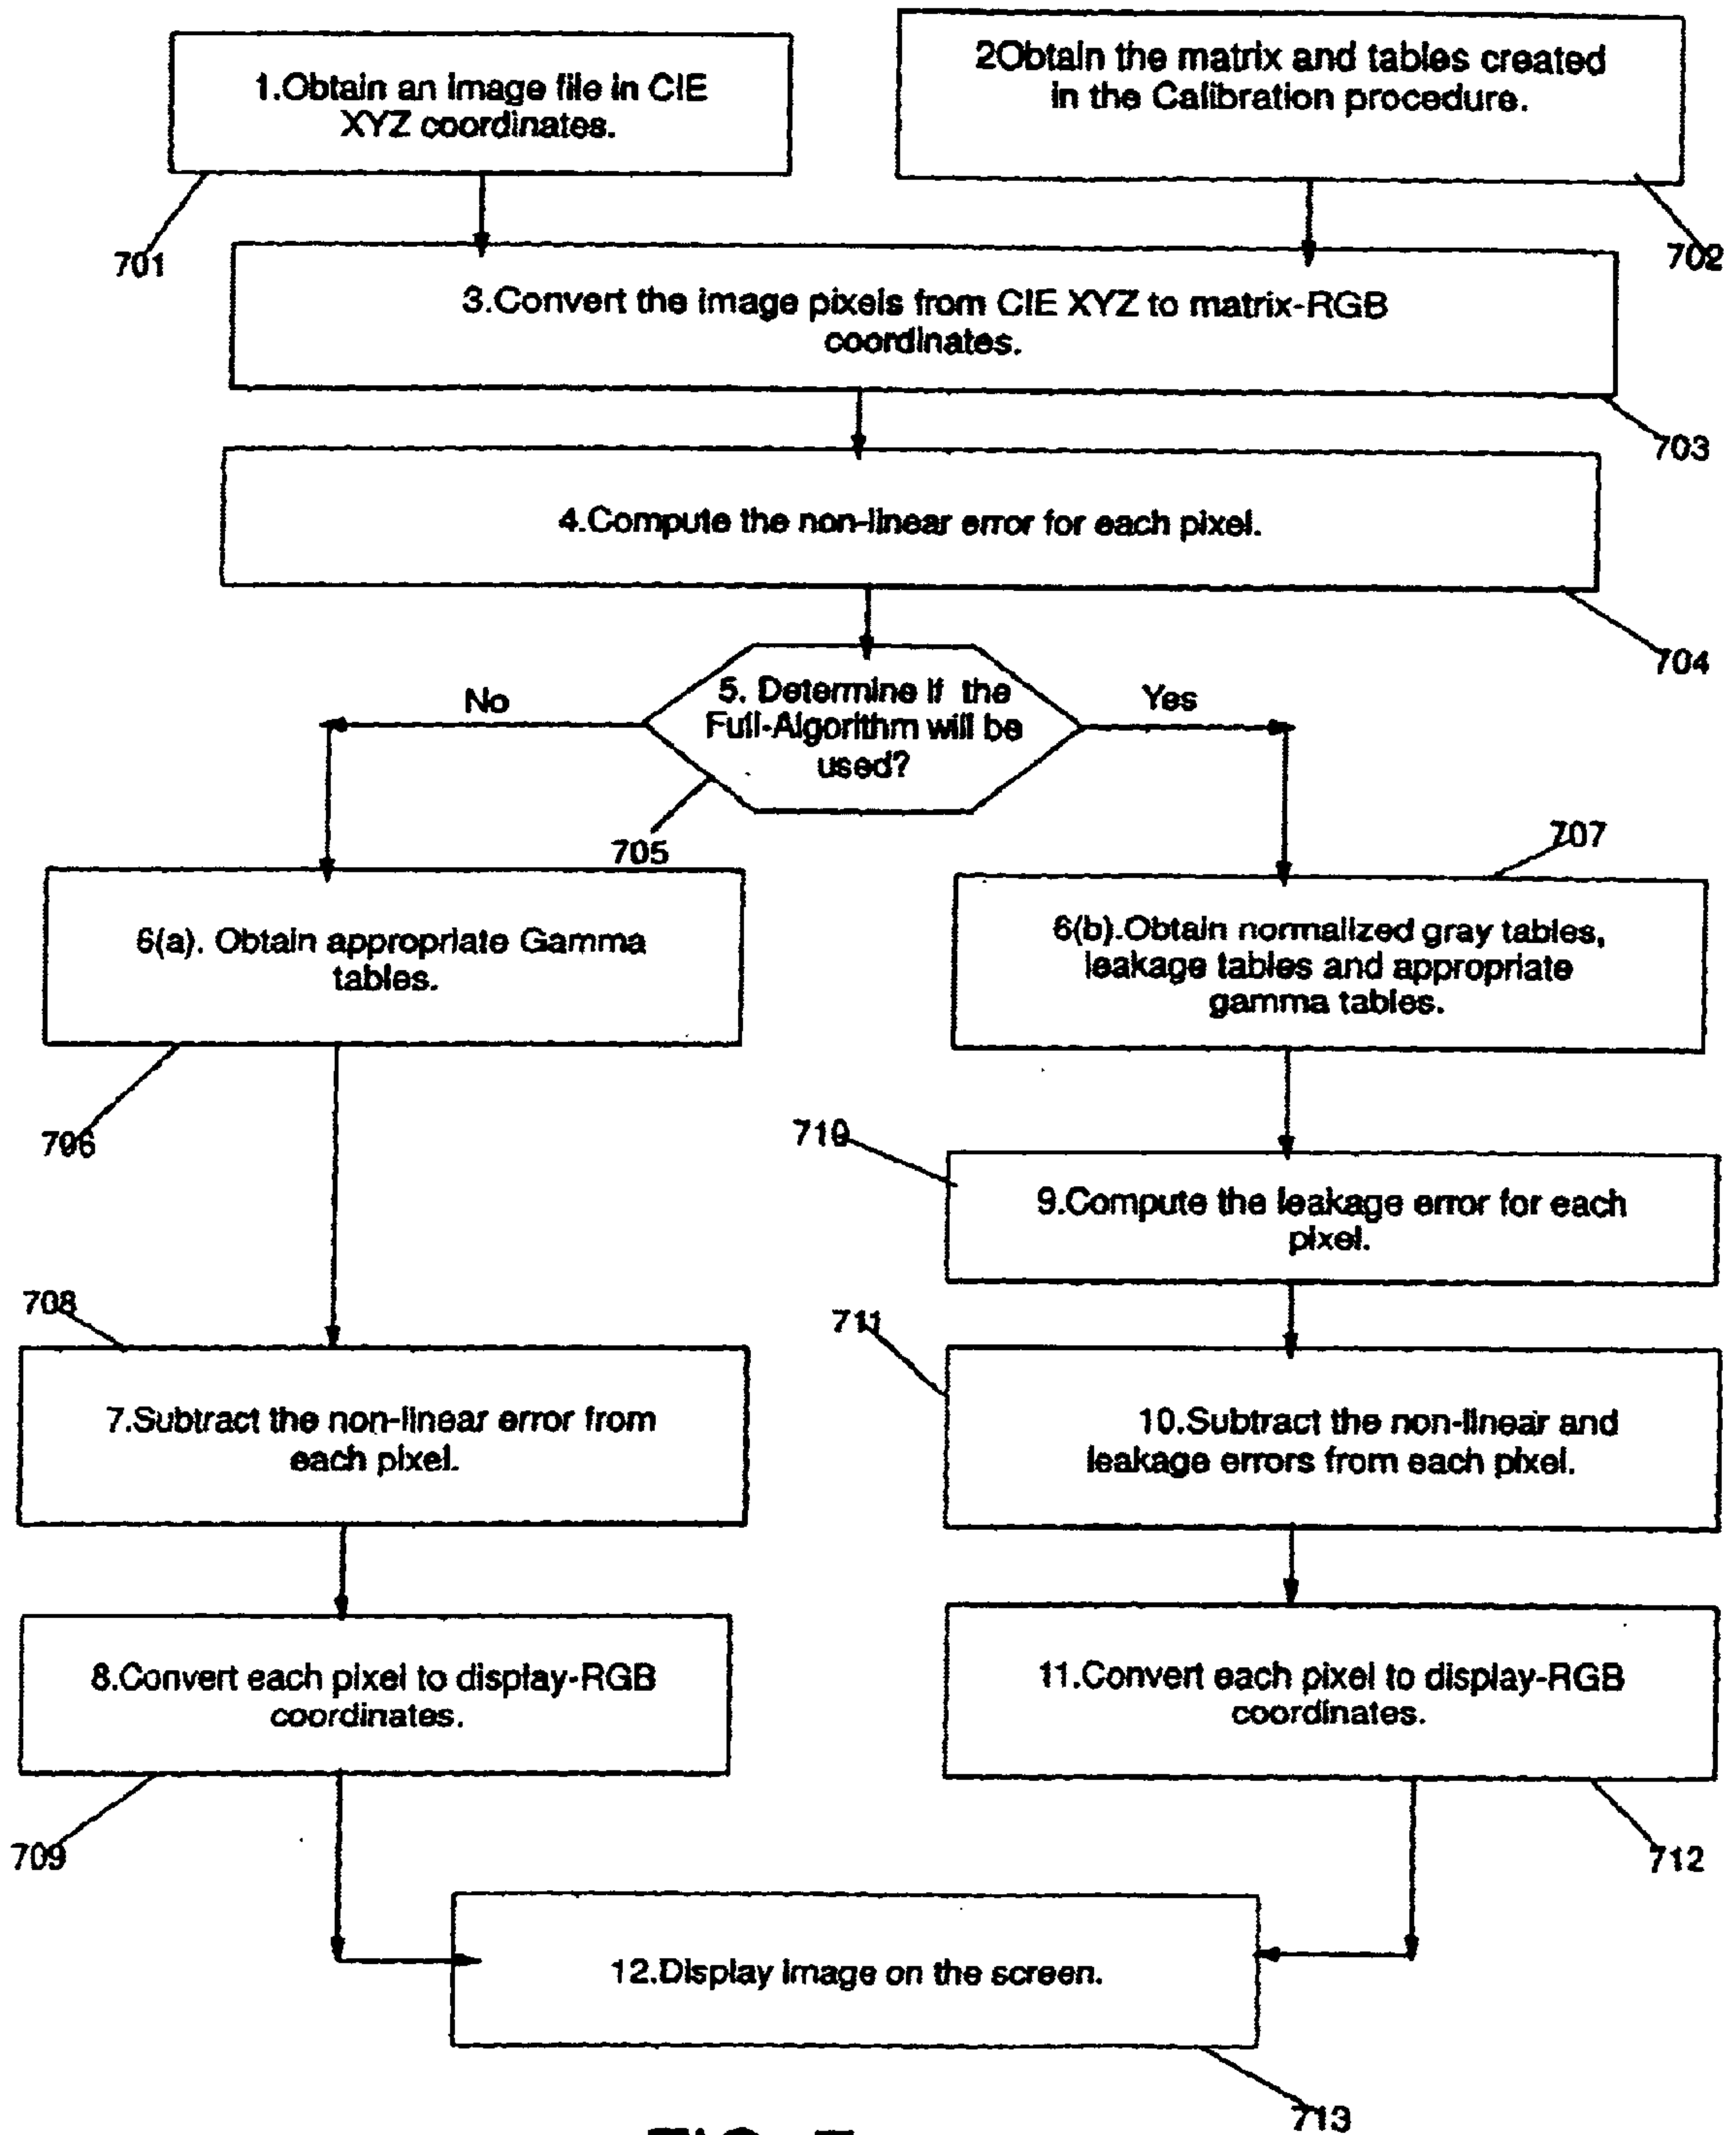 1.Obtain an image file in CIE
XYZ coordinates.
2Obtain the matrix and tables created
in the Calibration procedure.
701
702
3.Convert the image pixels from CIE XYZ to matrix-RGB
coordinates.
703
4.Compute the non-linear error for each pixel.
704
No
5. Determine if the
Full-Algorithm will be
used?
Yes
705
707
6(a). Obtain appropriate Gamma
tables.
6(b).Obtain normalized gray tables,
leakage tables and appropriate
gamma tables.
706
710
9.Compute the leakage error for each
pixel.
708
711
7.Subtract the non-linear error from
each pixel.
10.Subtract the non-linear and
leakage errors from each pixel.
8.Convert each pixel to display-RGB
coordinates.
11.Convert each pixel to display-RGB
coordinates.
709
712
12.Display image on the screen.
713